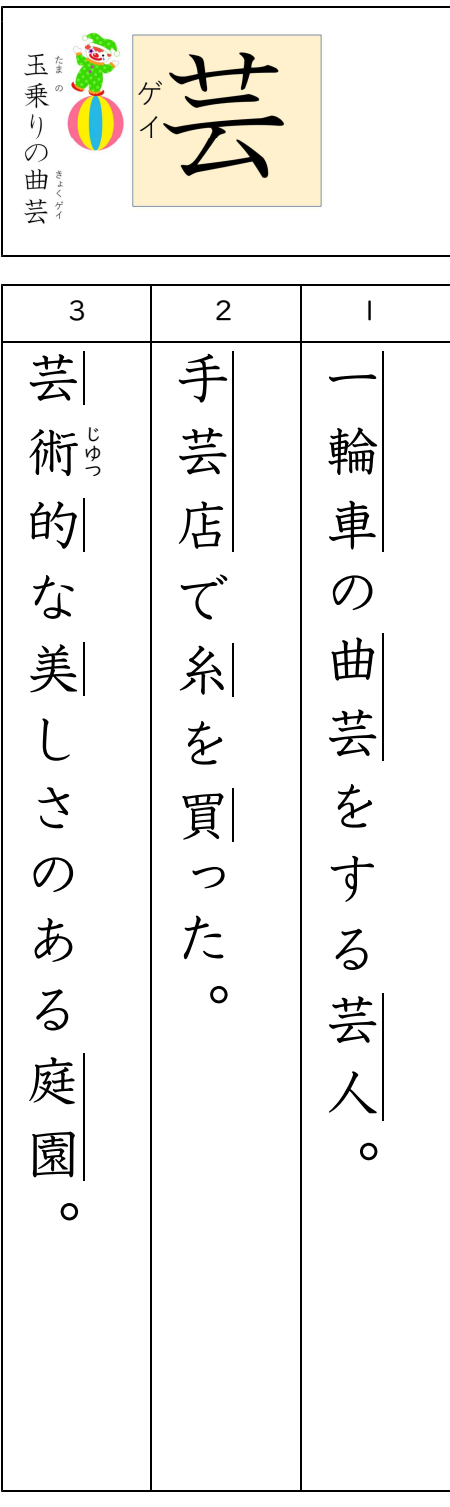 芸
ゲイ
玉乗りの曲芸
たま の きょくゲイ
1
一輪車の曲芸をする芸人。
2
手芸店で糸を買った。
3
芸術的な美しさのある庭園。
じゅつ